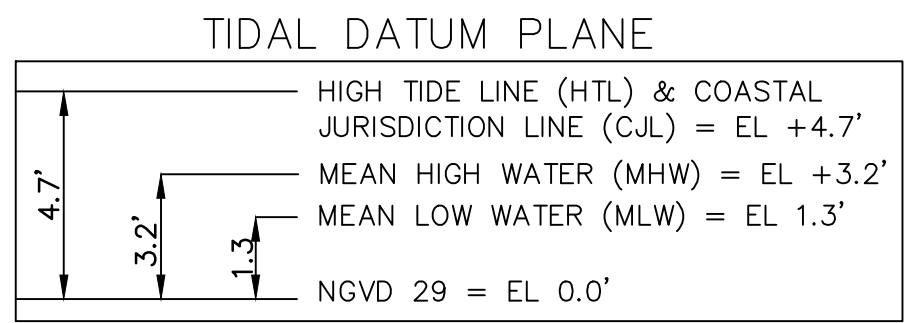 TIDAL DATUM PLANE
HIGH TIDE LINE (HTL) & COASTAL
JURISDICTION LINE (CJL) = EL +4.7'
MEAN HIGH WATER (MHW) = EL +3.2'
MEAN LOW WATER (MLW) = EL 1.3'
NGVD 29 = EL 0.0'
4.7'
3.2'
1.3